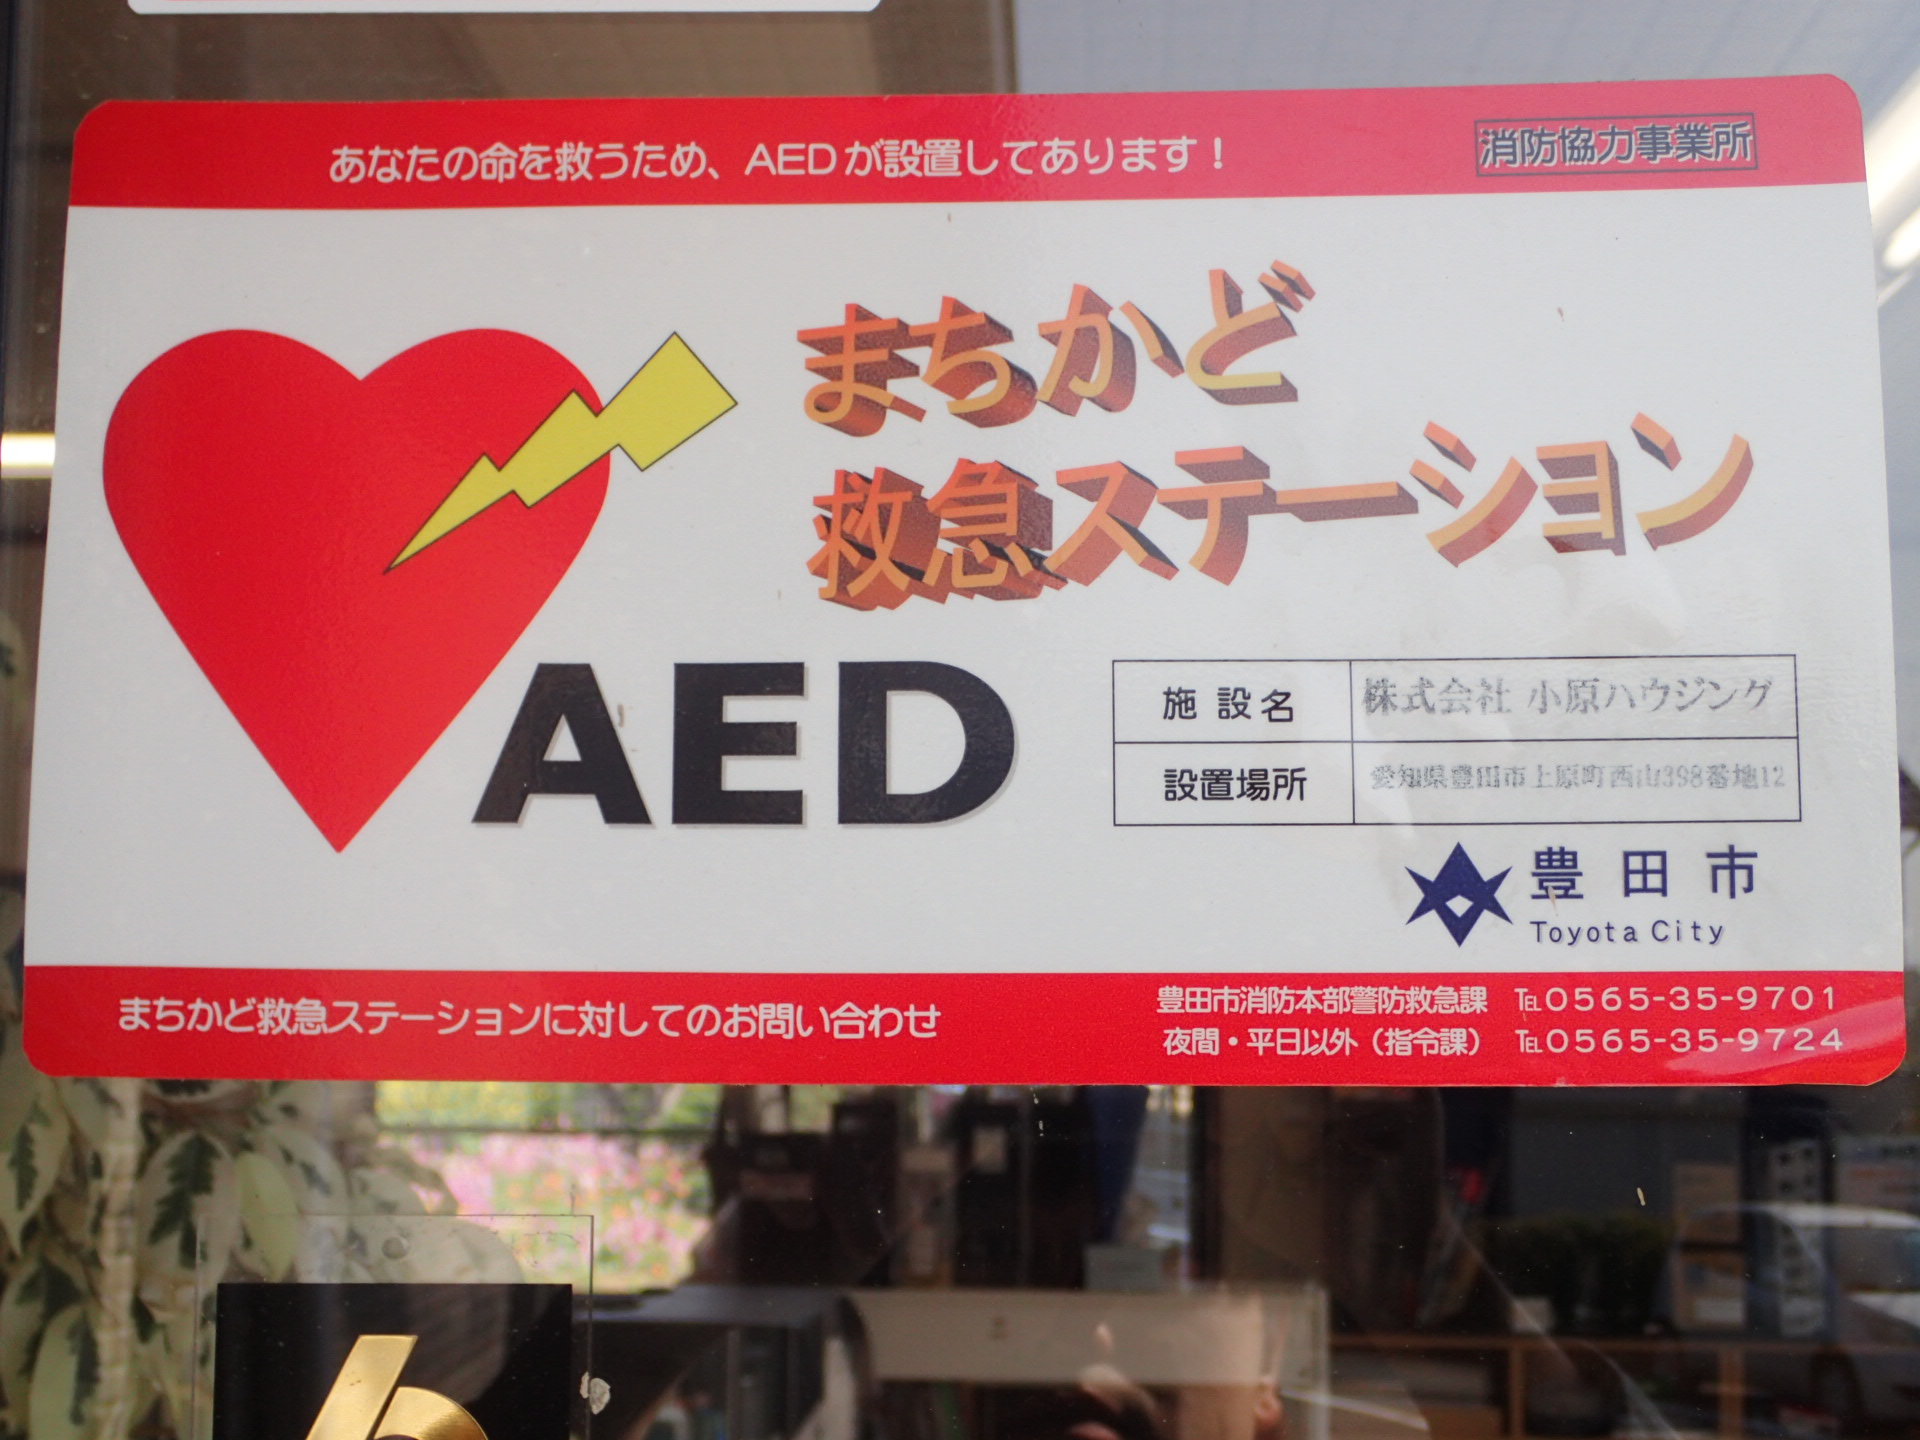 あなたの命を救うため、AEDが設置してあります！
消防協力事業所
まちかど
救急ステーション
AED
施設名 株式会社 小原ハウジング
設置場所 愛知県豊田市上原町西山398番地12
豊田市
Toyota City
まちかど救急ステーションに対してのお問い合わせ
豊田市消防本部警防救急課 ℡0565-35-9701
夜間・平日以外（指令課） ℡0565-35-9724